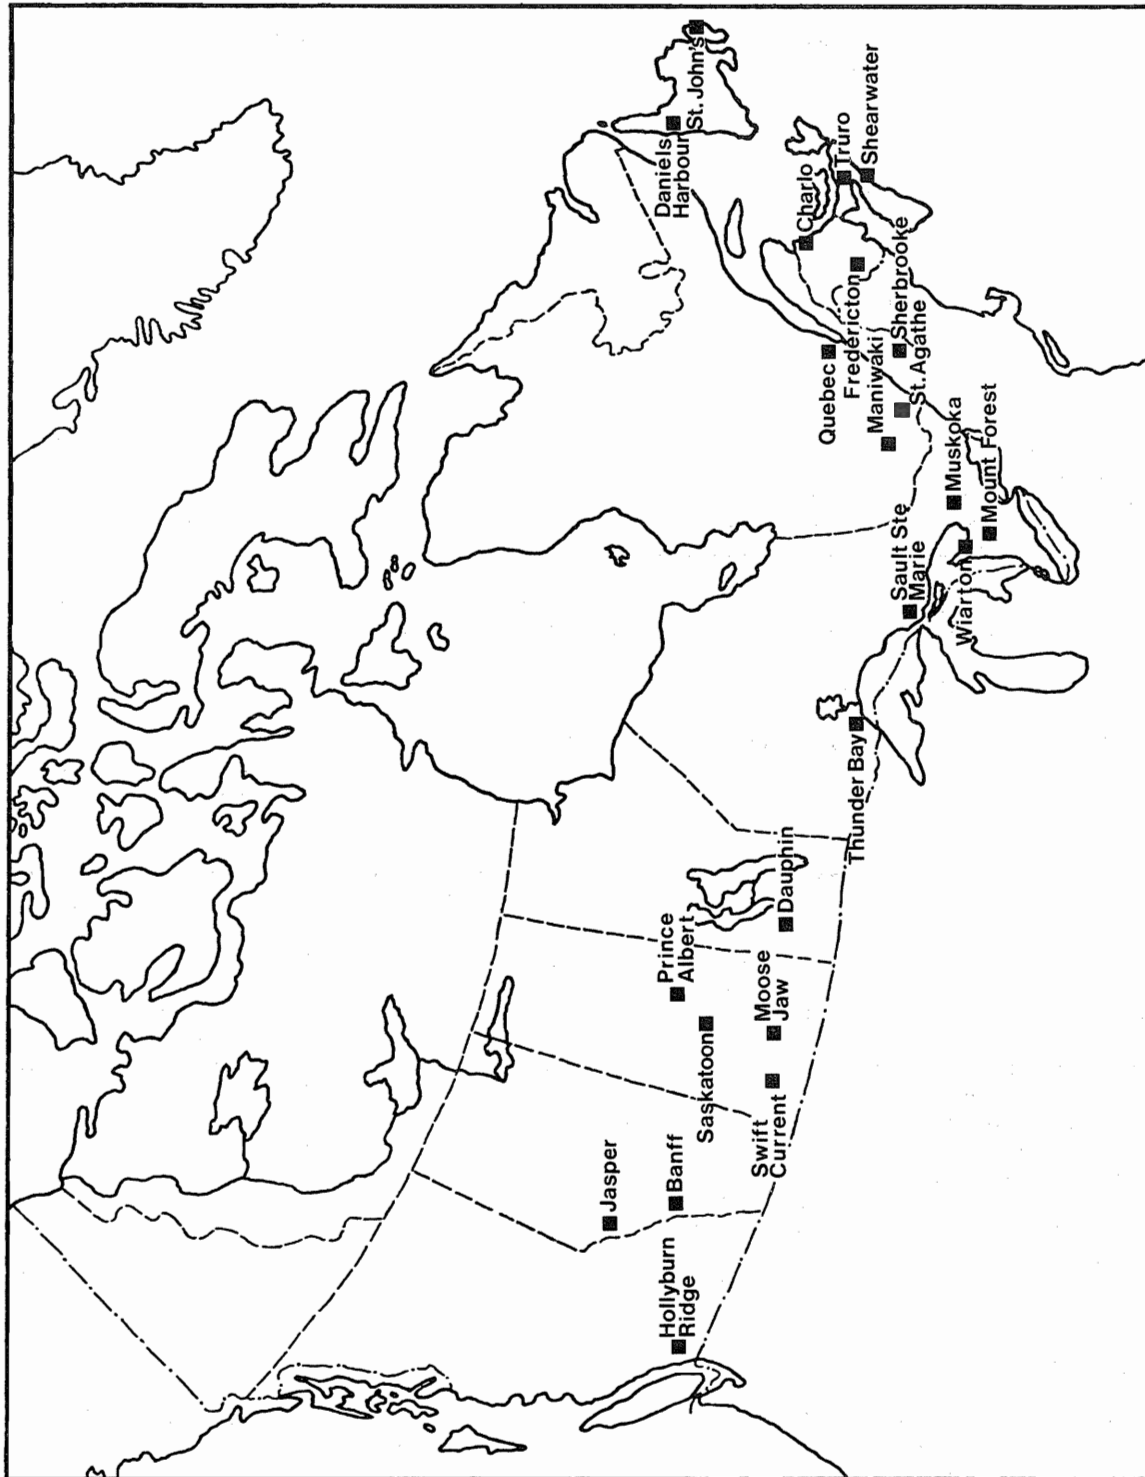 St. John's
Daniels
Harbour
Truro
Shearwater
Charlo
Fredericton
Sherbrooke
Quebec
Maniwaki
St. Agathe
Muskoka
Mount Forest
Sault Ste
Marie
Wiarton
Thunder Bay
Dauphin
Prince
Albert
Moose
Jaw
Saskatoon
Swift
Current
Jasper
Banff
Hollyburn
Ridge